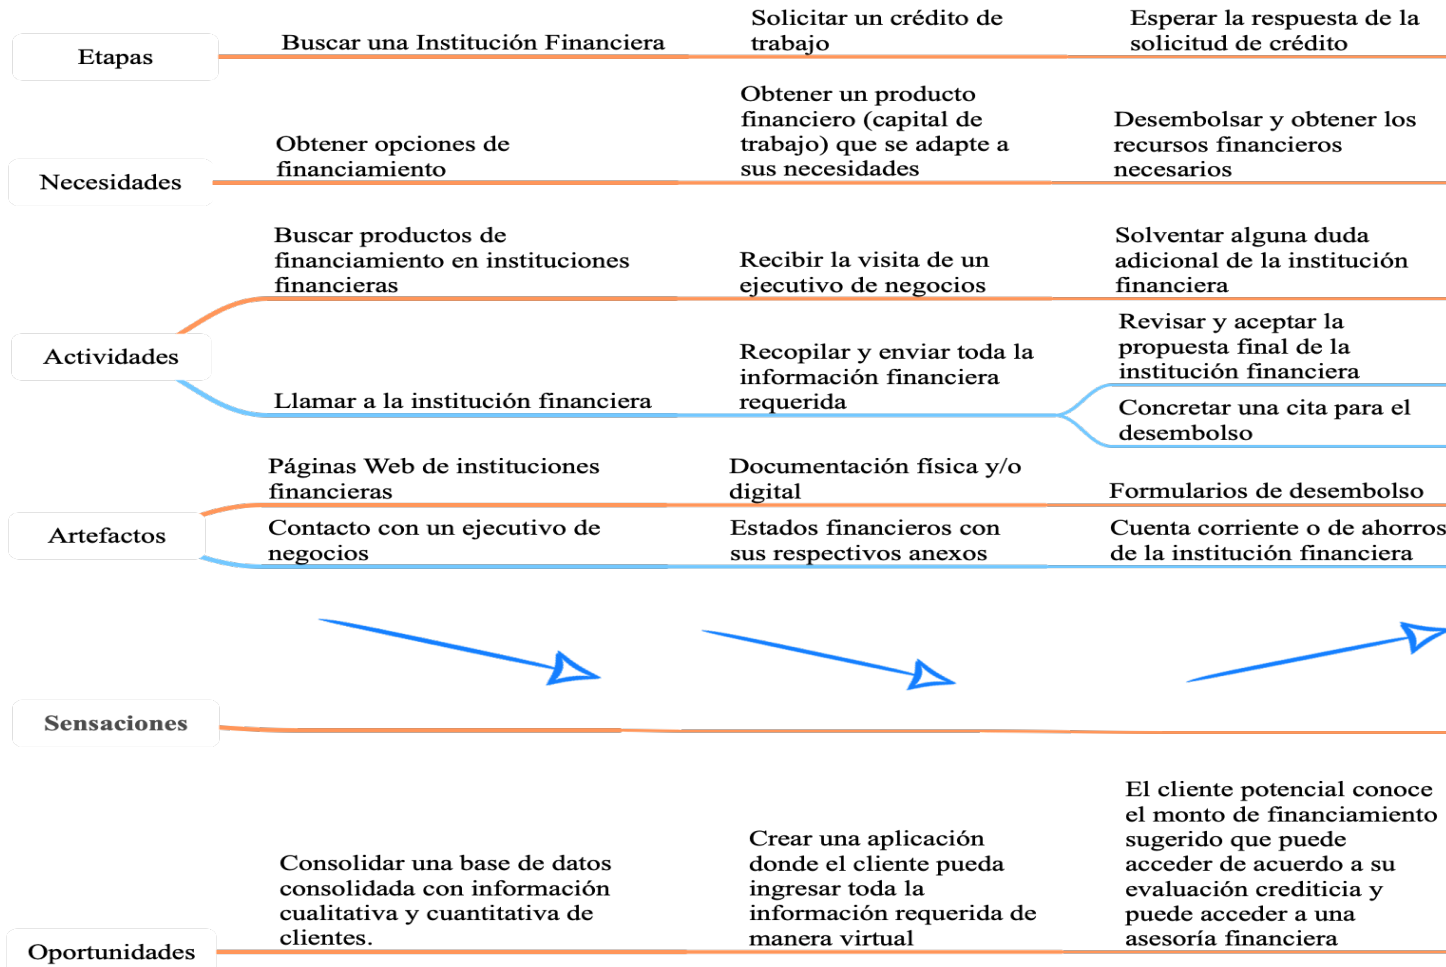 Etapas
Buscar una Institución Financiera
Solicitar un crédito de
trabajo
Esperar la respuesta de la
solicitud de crédito
Necesidades
Obtener opciones de
financiamiento
Obtener un producto
financiero (capital de
trabajo) que se adapte a
sus necesidades
Desembolsar y obtener los
recursos financieros
necesarios
Actividades
Buscar productos de
financiamiento en instituciones
financieras
Recibir la visita de un
ejecutivo de negocios
Solventar alguna duda
adicional de la institución
financiera
Llamar a la institución financiera
Recopilar y enviar toda la
información financiera
requerida
Revisar y aceptar la
propuesta final de la
institución financiera
Concretar una cita para el
desembolso
Artefactos
Páginas Web de instituciones
financieras
Documentación física y/o
digital
Formularios de desembolso
Contacto con un ejecutivo de
negocios
Estados financieros con
sus respectivos anexos
Cuenta corriente o de ahorros
de la institución financiera
Sensaciones
Oportunidades
Consolidar una base de datos
consolidada con información
cualitativa y cuantitativa de
clientes.
Crear una aplicación
donde el cliente pueda
ingresar toda la
información requerida de
manera virtual
El cliente potencial conoce
el monto de financiamiento
sugerido que puede
acceder de acuerdo a su
evaluación crediticia y
puede acceder a una
asesoría financiera